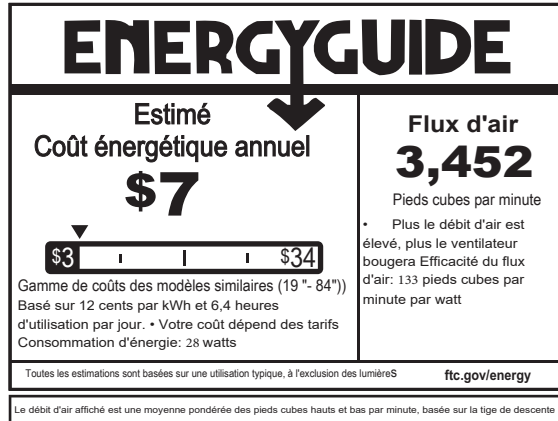 ENERGYGUIDE
Estimé
Coût énergétique annuel
$7
$3
$34
Gamme de coûts des modèles similaires (19 "- 84"))
Basé sur 12 cents par kWh et 6,4 heures
d'utilisation par jour. • Votre coût dépend des tarifs
Consommation d'énergie: 28 watts
Flux d'air
3,452
Pieds cubes par minute
• Plus le débit d'air est
élevé, plus le ventilateur
bougera Efficacité du flux
d'air: 133 pieds cubes par
minute par watt
Toutes les estimations sont basées sur une utilisation typique, à l'exclusion des lumièreS
ftc.gov/energy
Le débit d'air affiché est une moyenne pondérée des pieds cubes hauts et bas par minute, basée sur la tige de descente